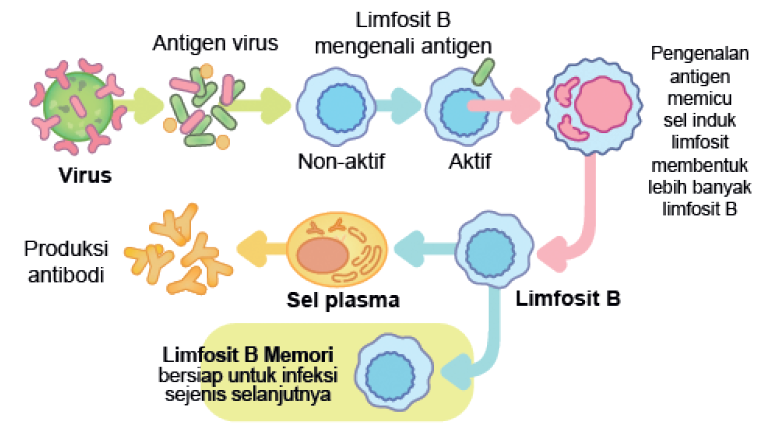 Virus
Antigen virus
Limfosit B
mengenali antigen
Non-aktif
Aktif
Pengenalan
antigen
memicu
sel induk
limfosit
membentuk
lebih banyak
limfosit B
Limfosit B
Sel plasma
Produksi
antibodi
Limfosit B Memori
bersiap untuk infeksi
sejenis selanjutnya